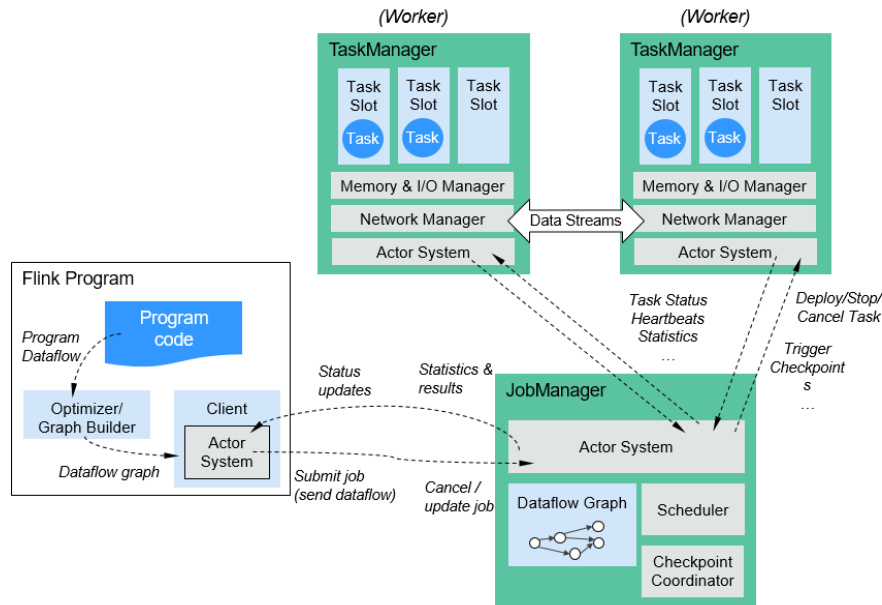 (Worker)
(Worker)
TaskManager
TaskManager
Task
Slot
Task
Task
Slot
Task
Task
Slot
Task
Slot
Task
Task
Slot
Task
Task
Slot
Memory & I/O Manager
Memory & I/O Manager
Network Manager
Data Streams
Network Manager
Actor System
Actor System
Flink Program
Program
code
Program
Dataflow
Optimizer/
Graph Builder
Client
Actor
System
Dataflow graph
Submit job
(send dataflow)
Status
updates
Statistics &
results
Cancel /
update job
Task Status
Heartbeats
Statistics
...
Deploy/Stop/
Cancel Task
Trigger
Checkpoint
s
...
JobManager
Actor System
Dataflow Graph
Scheduler
Checkpoint
Coordinator